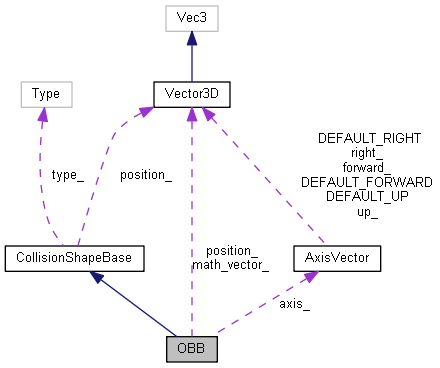 Vec3
Type
Vector3D
DEFAULT_RIGHT
right_
forward_
DEFAULT_FORWARD
DEFAULT_UP
up_
type_
position_
CollisionShapeBase
position_
math_vector_
AxisVector
axis_
OBB